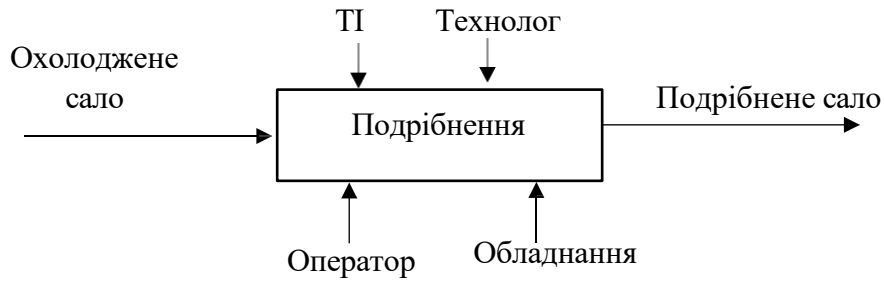 ТІ
Технолог
Охолоджене
сало
Подрібнення
Подрібнене сало
Оператор
Обладнання